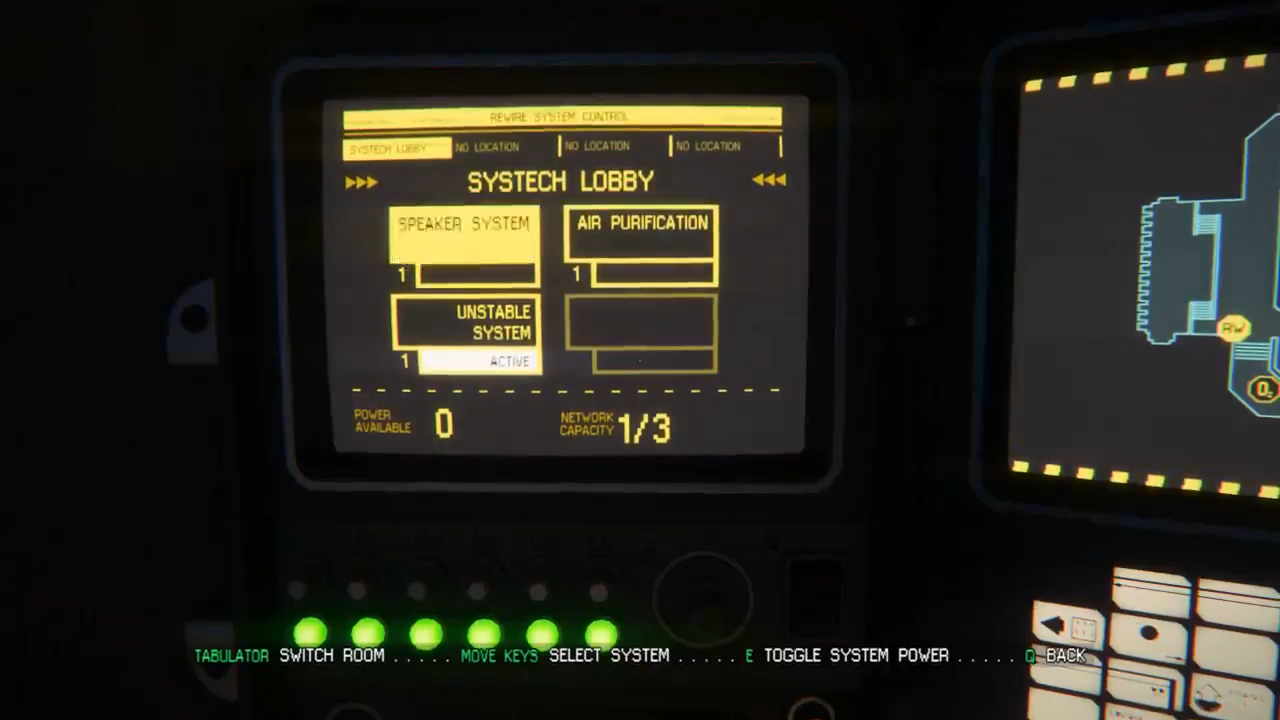 REWIRE SYSTEM CONTROL
SYSTECH LOBBY NO LOCATION NO LOCATION NO LOCATION
SYSTECH LOBBY
SPEAKER SYSTEM
1
AIR PURIFICATION
1
UNSTABLE
SYSTEM
1 ACTIVE
POWER
AVAILABLE 0
NETWORK
CAPACITY 1/3
RW
O2
TABULATOR SWITCH ROOM ..... MOVE KEYS SELECT SYSTEM ..... E TOGGLE SYSTEM POWER ..... Q BACK